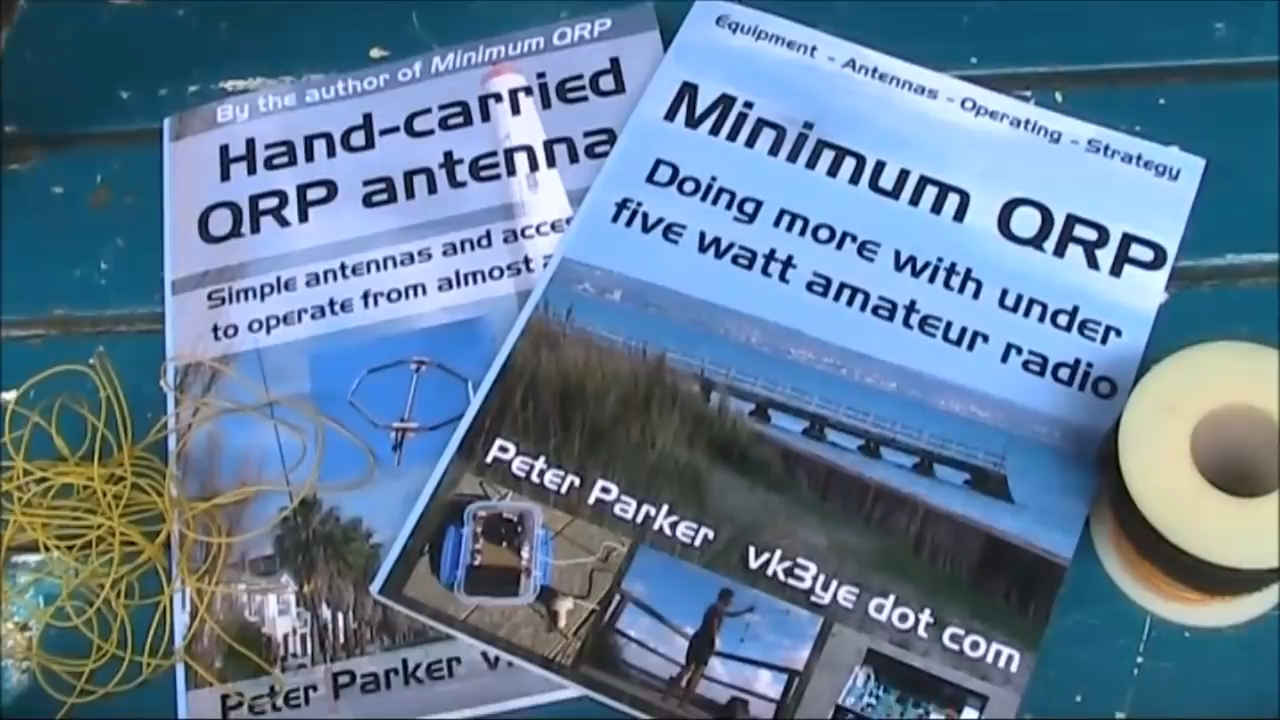 By the author of Minimum QRP
Hand-carried
QRP antenna
Simple antennas and
to operate from almost
Peter Parker
Equipment - Antennas - Operating - Strategy
Minimum QRP
Doing more with under
five watt amateur radio
Peter Parker vk3ye dot com